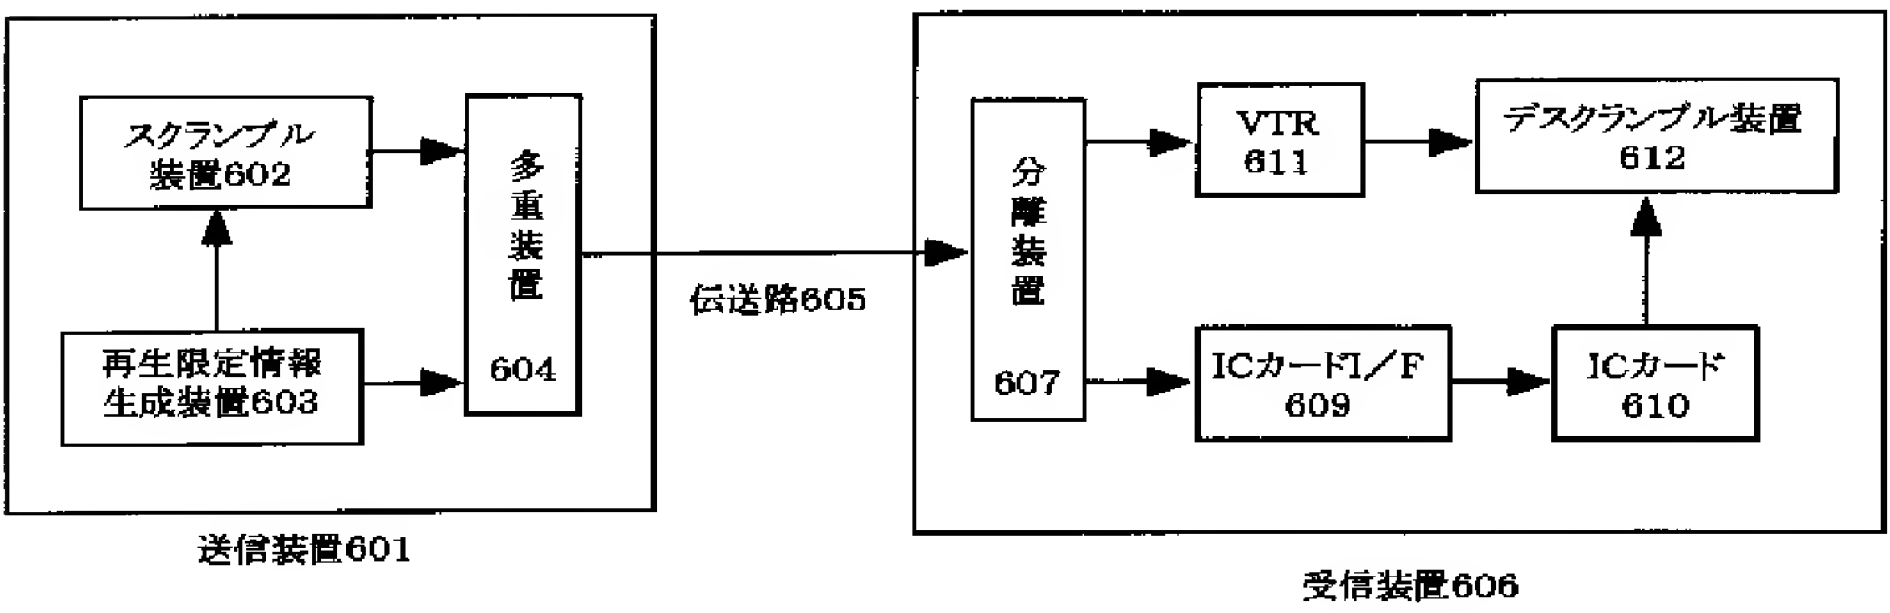 スクランブル
装置602
再生限定情報
生成装置603
多重装置
604
送信装置601
伝送路605
分離装置
607
VTR
611
デスクランブル装置
612
ICカードI／F
609
ICカード
610
受信装置606